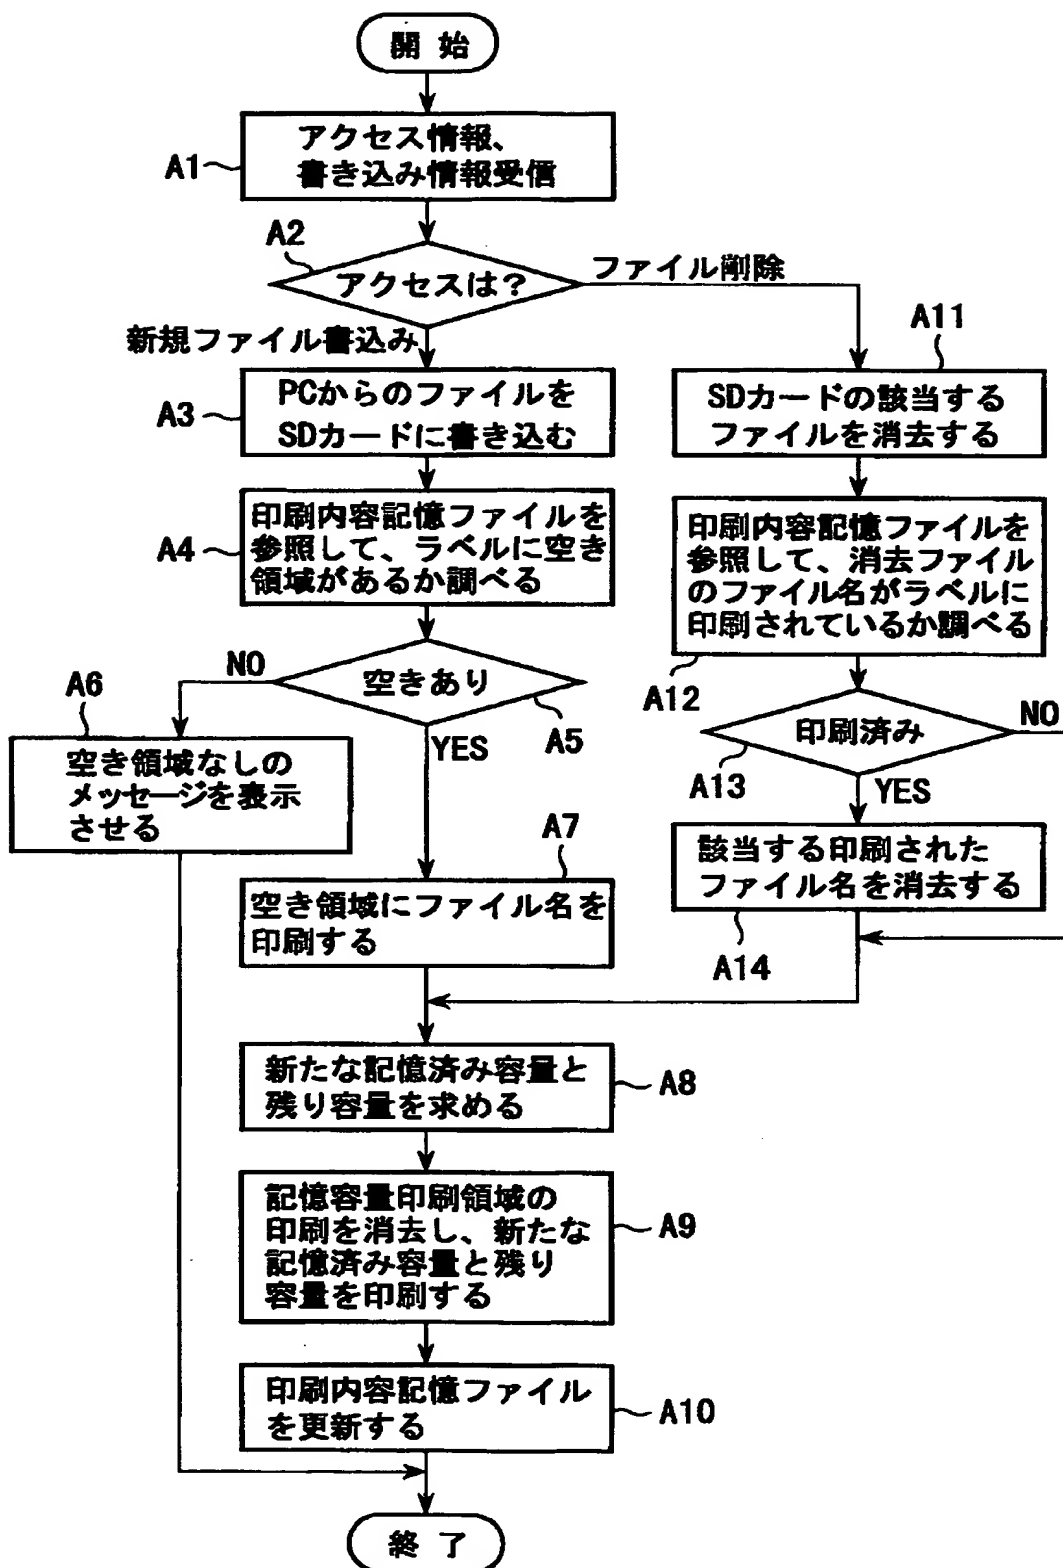 開始
アクセス情報、
書き込み情報受信
A1
A2
アクセスは?
ファイル削除
新規ファイル書込み
A3
PCからのファイルを
SDカードに書き込む
A4
印刷内容記憶ファイルを
参照して、ラベルに空き
領域があるか調べる
空きあり
A5
NO
YES
A6
空き領域なしの
メッセージを表示
させる
A7
空き領域にファイル名を
印刷する
A11
SDカードの該当する
ファイルを消去する
印刷内容記憶ファイルを
参照して、消去ファイル
のファイル名がラベルに
印刷されているか調べる
A12
印刷済み
A13
NO
YES
該当する印刷された
ファイル名を消去する
A14
新たな記憶済み容量と
残り容量を求める
A8
記憶容量印刷領域の
印刷を消去し、新たな
記憶済み容量と残り
容量を印刷する
A9
印刷内容記憶ファイル
を更新する
A10
終了